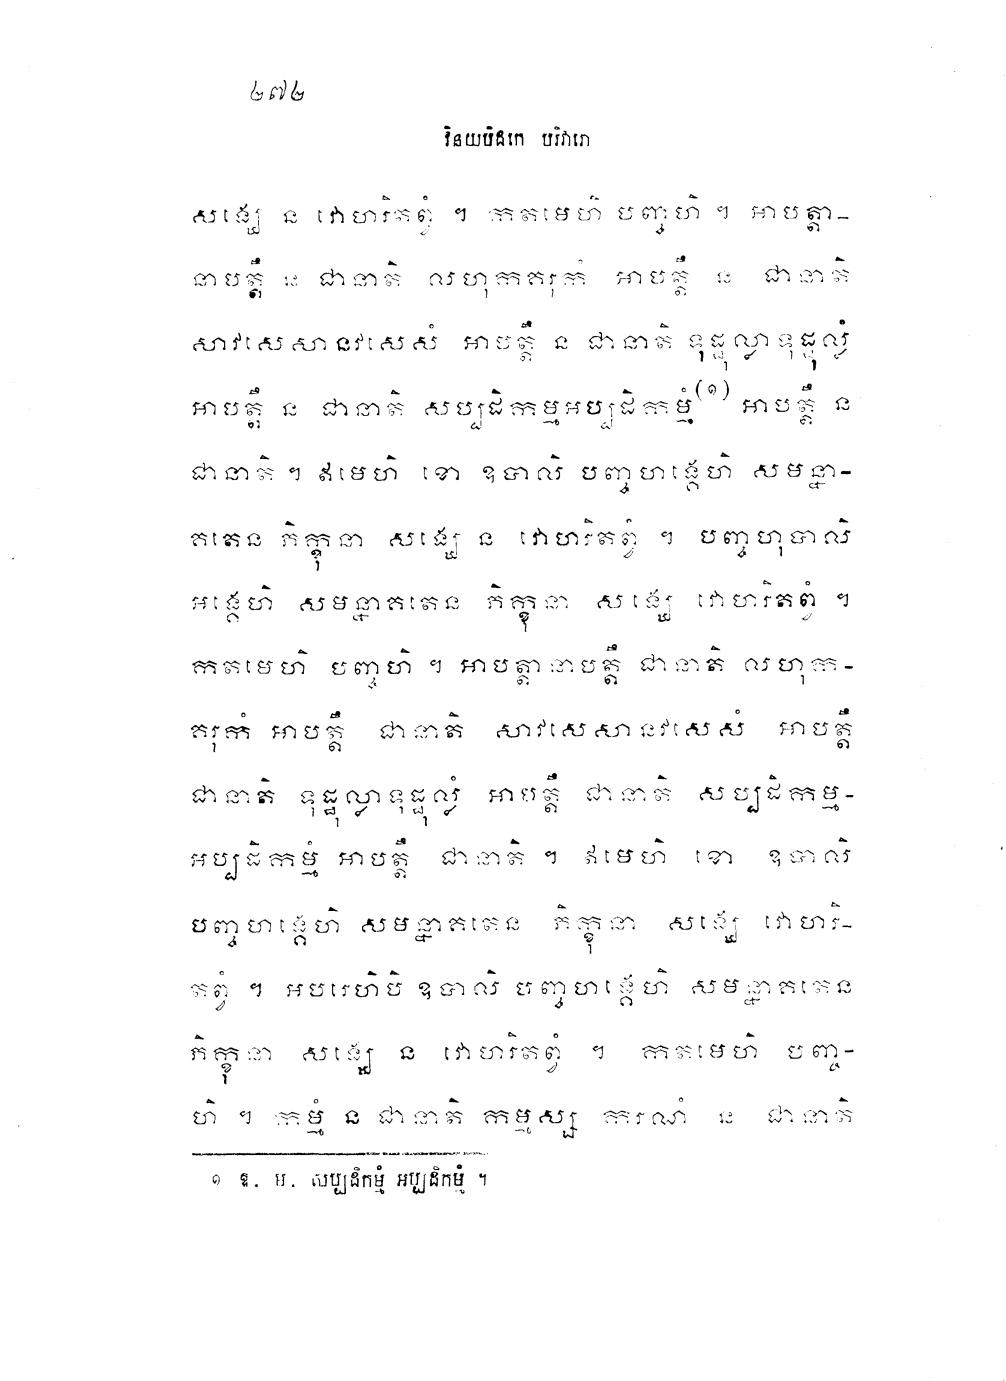 ២៧២
វិនយបិដកេ បរិវារោ
សង្ឃេ ន វោហរិតព្វំ ។ កតមេហិ បញ្ចហិ ។ អាបត្តា-
នាបត្តឹ ន ជានាតិ លហុកគរុកំ អាបត្តឹ ន ជានាតិ
សាវសេសានវសេសំ អាបត្តឹ ន ជានាតិ ទុដ្ឋុល្លាទុដ្ឋុល្លំ
អាបត្តឹ ន ជានាតិ សប្បដិកម្មអប្បដិកម្មំ(១) អាបត្តឹ ន
ជានាតិ ។ ឥមេហិ ខោ ឧបាលិ បញ្ចហង្គេហិ សមន្នា-
គតេន ភិក្ខុនា សង្ឃេ ន វោហរិតព្វំ ។ បញ្ចហុបាលិ
អង្គេហិ សមន្នាគតេន ភិក្ខុនា សង្ឃេ វោហរិតព្វំ ។
កតមេហិ បញ្ចហិ ។ អាបត្តានាបត្តឹ ជានាតិ លហុក-
គរុកំ អាបត្តឹ ជានាតិ សាវសេសានវសេសំ អាបត្តឹ
ជានាតិ ទុដ្ឋុល្លាទុដ្ឋុល្លំ អាបត្តឹ ជានាតិ សប្បដិកម្ម-
អប្បដិកម្មំ អាបត្តឹ ជានាតិ ។ ឥមេហិ ខោ ឧបាលិ
បញ្ចហង្គេហិ សមន្នាគតេន ភិក្ខុនា សង្ឃេ វោហរិ-
តព្វំ ។ អបរេហិបិ ឧបាលិ បញ្ចហង្គេហិ សមន្នាគតេន
ភិក្ខុនា សង្ឃេ ន វោហរិតព្វំ ។ កតមេហិ បញ្ច-
ហិ ។ កម្មំ ន ជានាតិ កម្មស្ស ករណំ ន ជានាតិ
១ ឱ. ម. សប្បដិកម្មំ អប្បដិកម្មំ ។